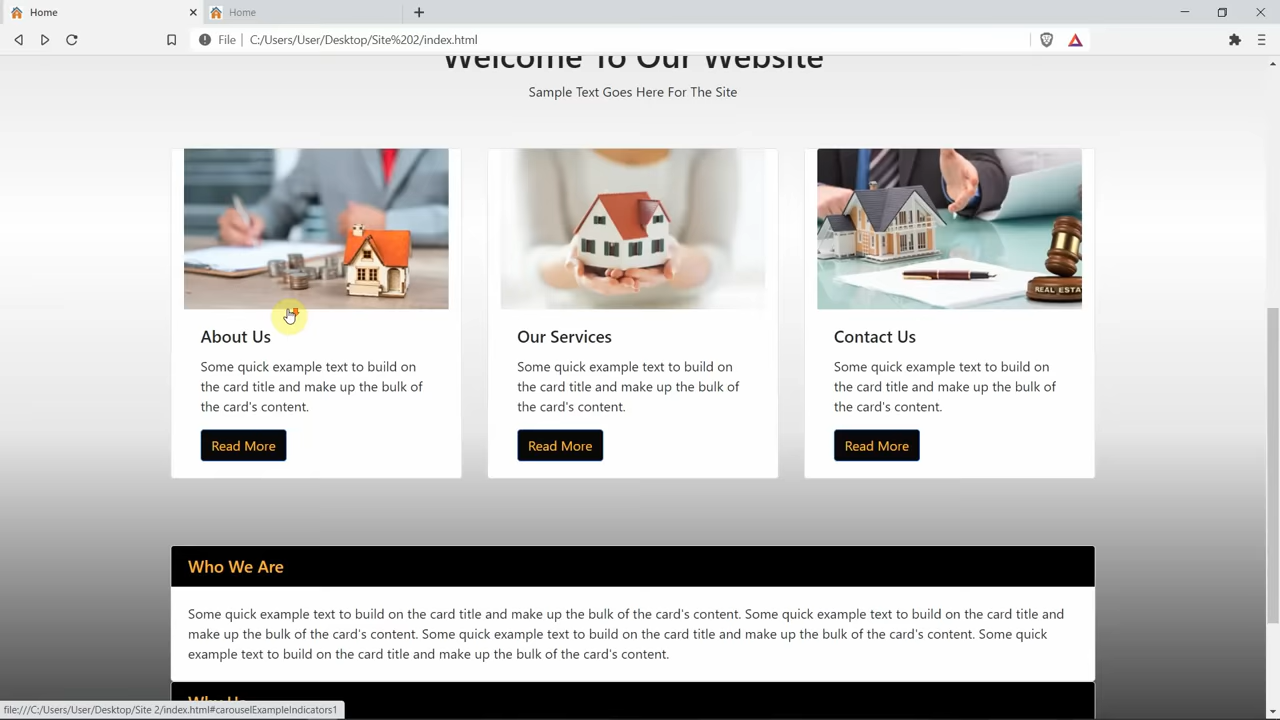 Home
Home
File
C:/Users/User/Desktop/Site%202/index.html
Welcome To Our Website
Sample Text Goes Here For The Site
REAL ESTA
About Us
Some quick example text to build on
the card title and make up the bulk of
the card's content.
Read More
Our Services
Some quick example text to build on
the card title and make up the bulk of
the card's content.
Read More
Contact Us
Some quick example text to build on
the card title and make up the bulk of
the card's content.
Read More
Who We Are
Some quick example text to build on the card title and make up the bulk of the card's content. Some quick example text to build on the card title and
make up the bulk of the card's content. Some quick example text to build on the card title and make up the bulk of the card's content. Some quick
example text to build on the card title and make up the bulk of the card's content.
Why Us
file:///C:/Users/User/Desktop/Site 2/index.html#carouselExampleIndicators1